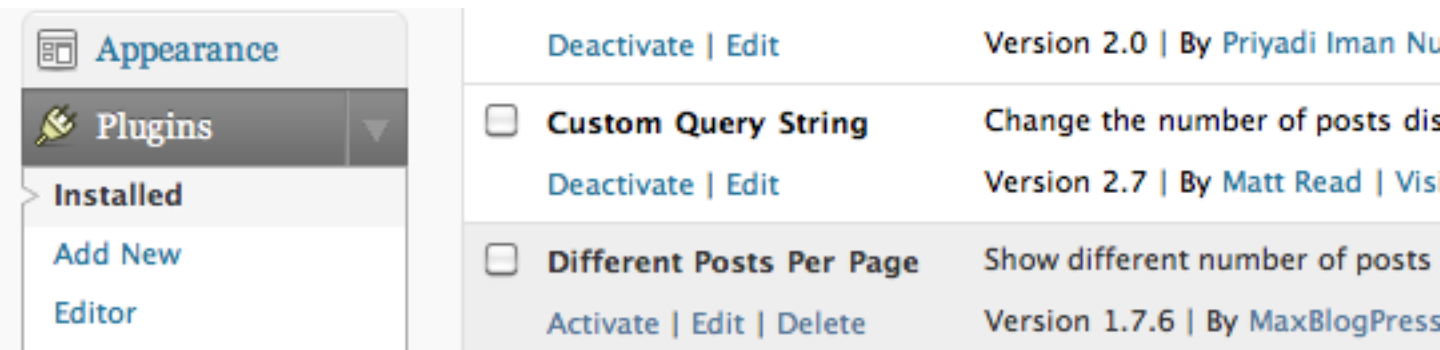 Appearance
Plugins
Installed
Add New
Editor
Deactivate | Edit
Version 2.0 | By Priyadi Iman
Custom Query String
Change the number of posts
Deactivate | Edit
Version 2.7 | By Matt Read |
Different Posts Per Page
Show different number of posts
Activate | Edit | Delete
Version 1.7.6 | By MaxBlogPress